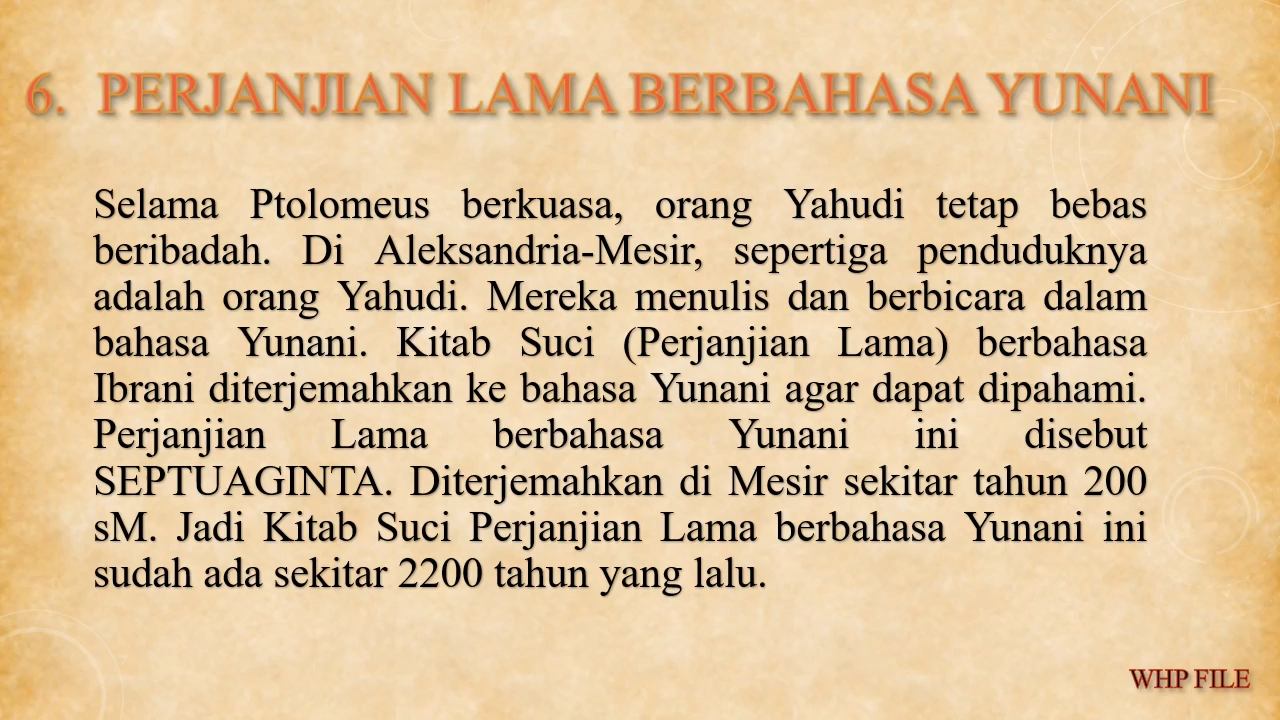 6. PERJANJIAN LAMA BERBAHASA YUNANI
Selama Ptolomeus berkuasa, orang Yahudi tetap bebas
beribadah. Di Aleksandria-Mesir, sepertiga penduduknya
adalah orang Yahudi. Mereka menulis dan berbicara dalam
bahasa Yunani. Kitab Suci (Perjanjian Lama) berbahasa
Ibrani diterjemahkan ke bahasa Yunani agar dapat dipahami.
Perjanjian Lama berbahasa Yunani ini disebut
SEPTUAGINTA. Diterjemahkan di Mesir sekitar tahun 200
sM. Jadi Kitab Suci Perjanjian Lama berbahasa Yunani ini
sudah ada sekitar 2200 tahun yang lalu.
WHP FILE